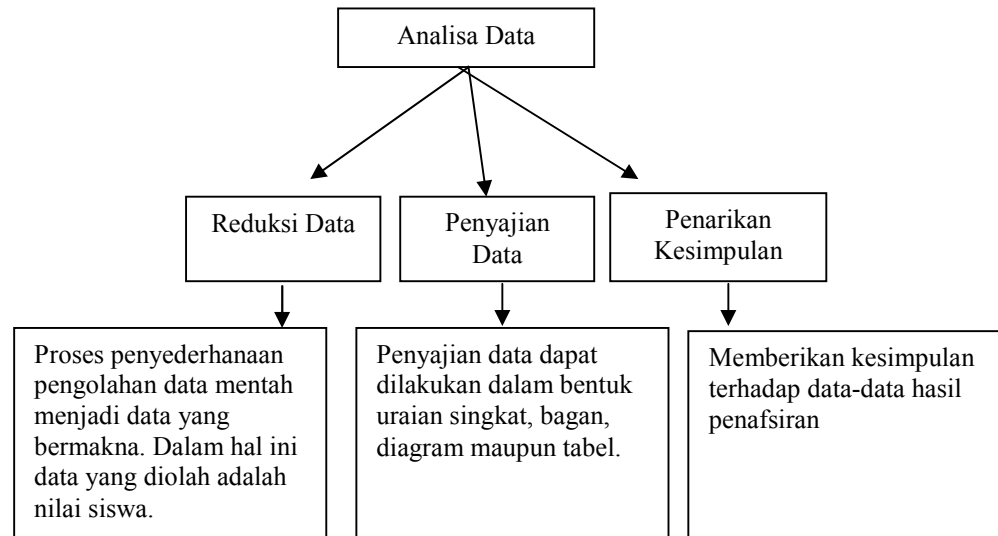 Analisa Data
Reduksi Data
Penyajian
Data
Penarikan
Kesimpulan
Proses penyederhanaan
pengolahan data mentah
menjadi data yang
bermakna. Dalam hal ini
data yang diolah adalah
nilai siswa.
Penyajian data dapat
dilakukan dalam bentuk
uraian singkat, bagan,
diagram maupun tabel.
Memberikan kesimpulan
terhadap data-data hasil
penafsiran